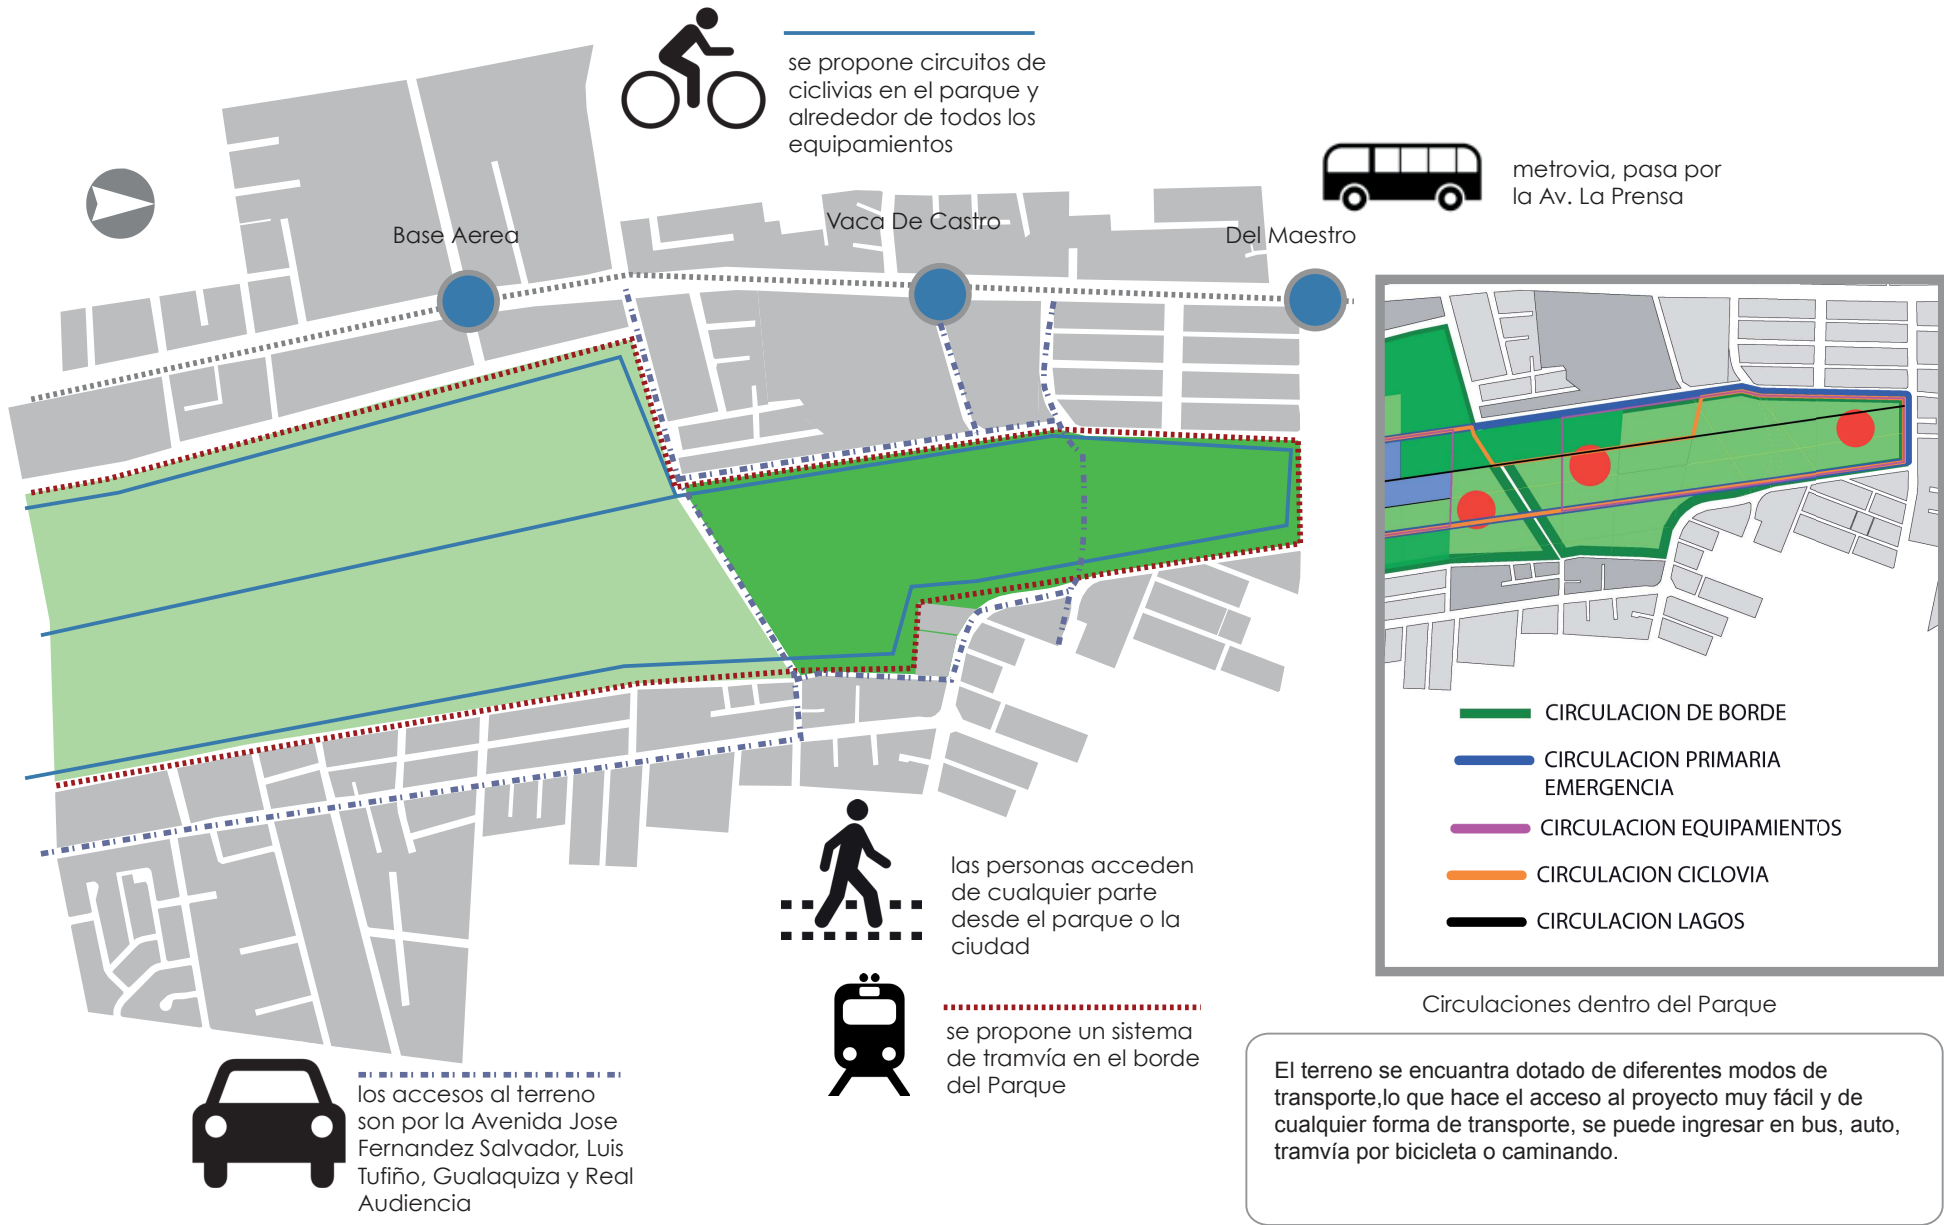 se propone circuitos de
ciclivias en el parque y
alrededor de todos los
equipamientos
metrovia, pasa por
la Av. La Prensa
Base Aerea
Vaca De Castro
Del Maestro
CIRCULACION DE BORDE
CIRCULACION PRIMARIA
EMERGENCIA
CIRCULACION EQUIPAMIENTOS
CIRCULACION CICLOVIA
CIRCULACION LAGOS
Circulaciones dentro del Parque
las personas acceden
de cualquier parte
desde el parque o la
ciudad
se propone un sistema
de tramvía en el borde
del Parque
los accesos al terreno
son por la Avenida Jose
Fernandez Salvador, Luis
Tufiño, Gualaquiza y Real
Audiencia
El terreno se encuentra dotado de diferentes modos de
transporte,lo que hace el acceso al proyecto muy fácil y de
cualquier forma de transporte, se puede ingresar en bus, auto,
tramvía por bicicleta o caminando.